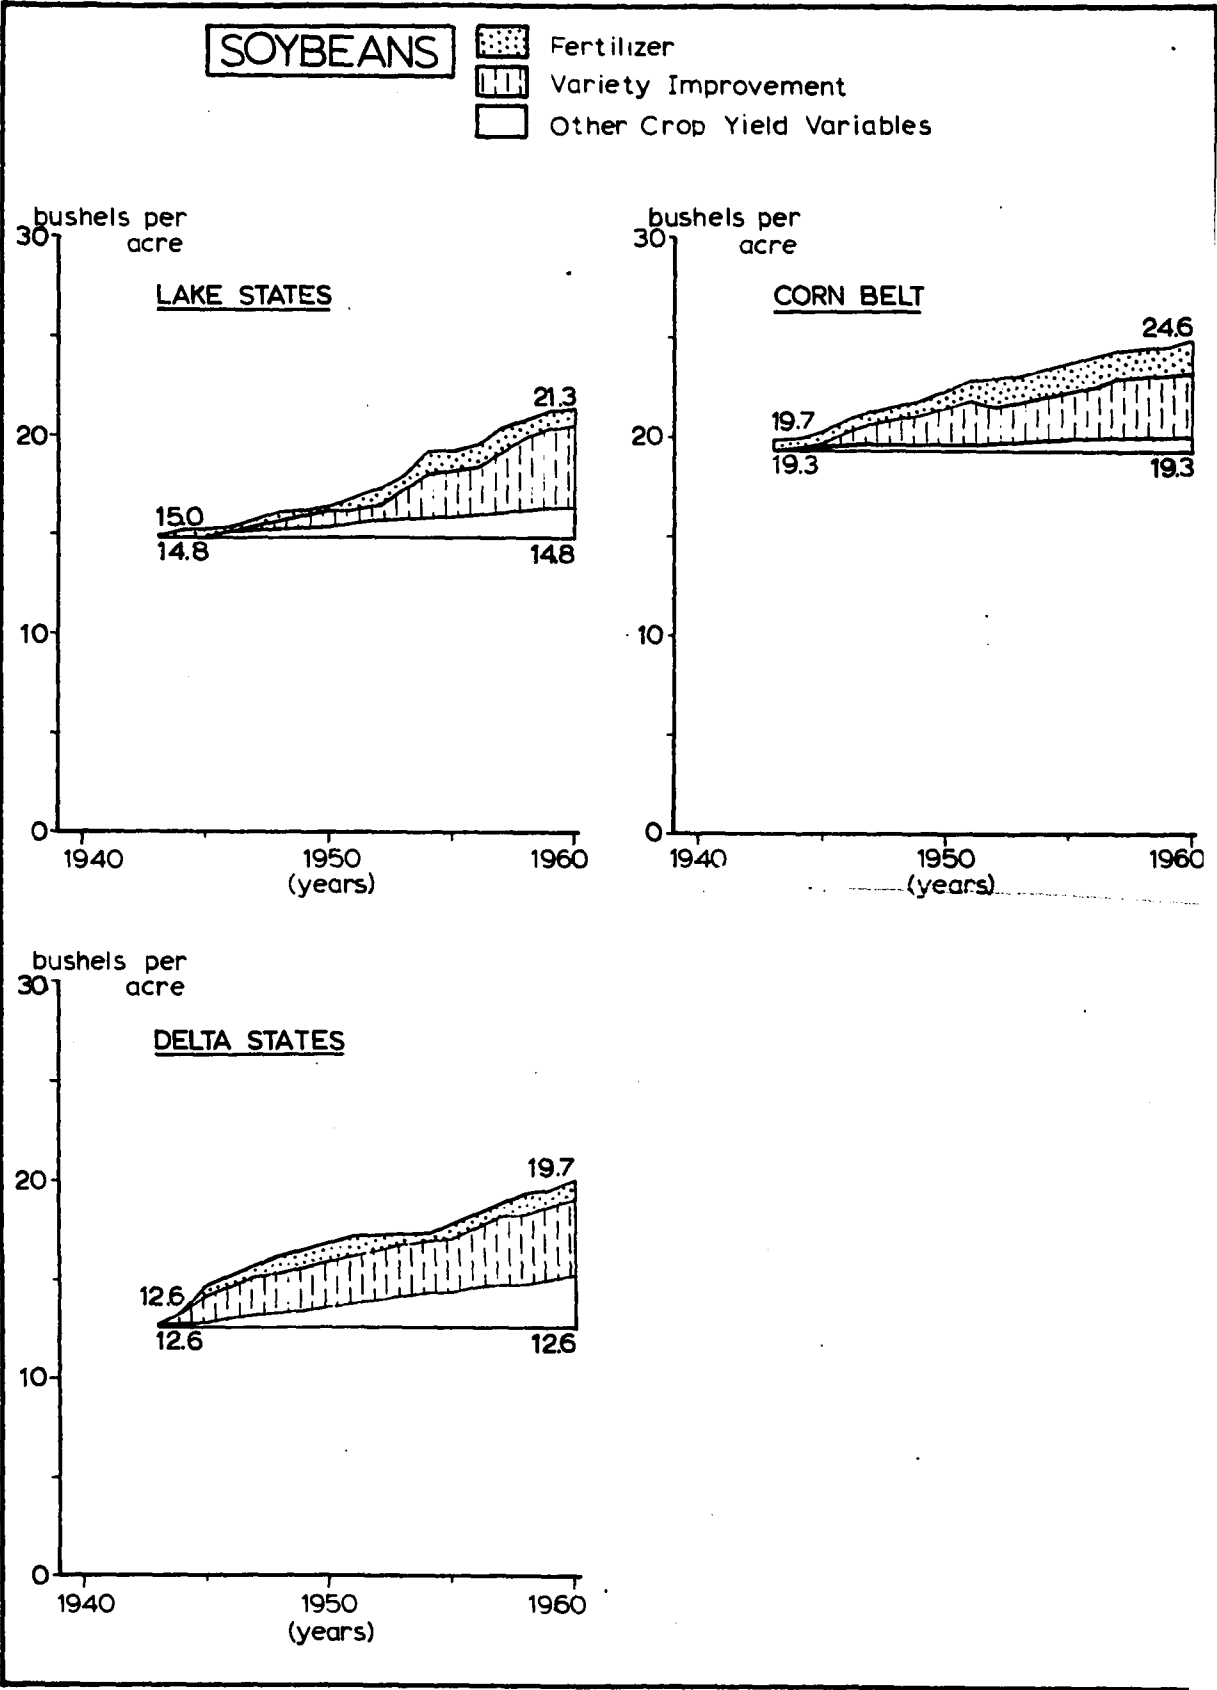 SOYBEANS
Fertilizer
Variety Improvement
Other Crop Yield Variables
bushels per
acre
30
LAKE STATES
21.3
20
15.0
14.8
14.8
10
0
1940
1950
1960
(years)
bushels per
acre
30
CORN BELT
24.6
19.7
20
19.3
19.3
10
0
1940
1950
1960
(years)
bushels per
acre
30
DELTA STATES
19.7
20
12.6
12.6
12.6
10
0
1940
1950
1960
(years)